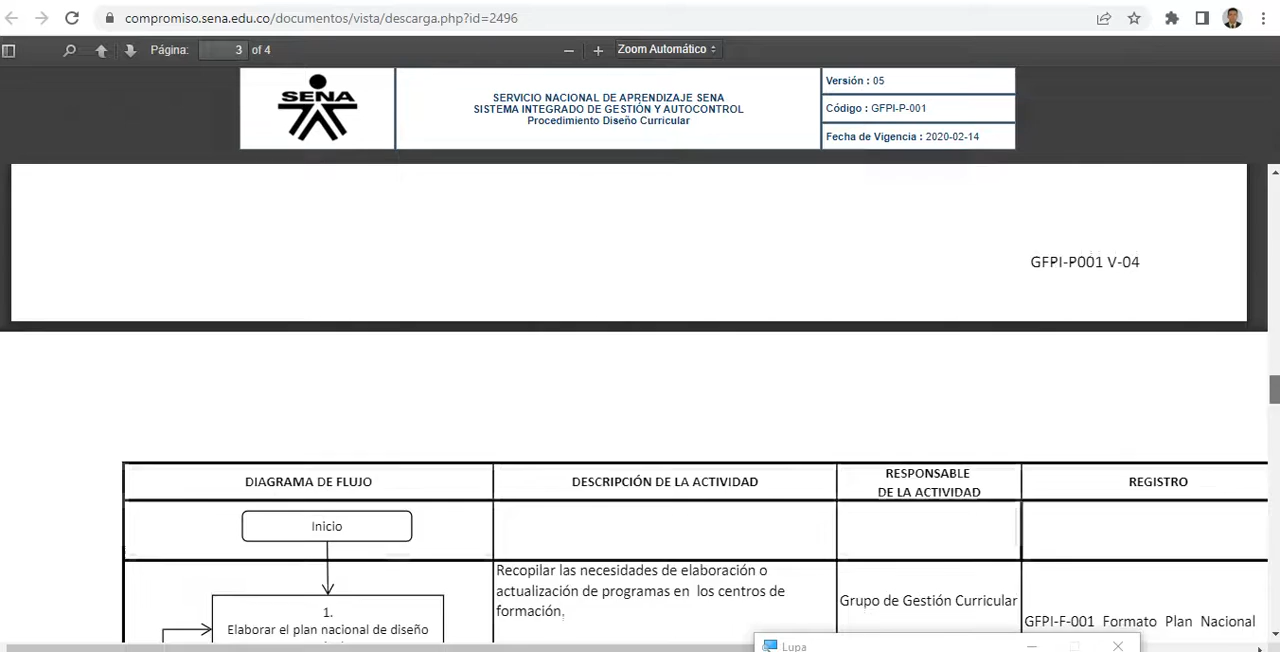 compromiso.sena.edu.co/documentos/vista/descarga.php?id=2496
Página: 3 of 4
Zoom Automático
SENA
SERVICIO NACIONAL DE APRENDIZAJE SENA
SISTEMA INTEGRADO DE GESTIÓN Y AUTOCONTROL
Procedimiento Diseño Curricular
Versión : 05
Código : GFPI-P-001
Fecha de Vigencia : 2020-02-14
GFPI-P001 V-04
DIAGRAMA DE FLUJO
DESCRIPCIÓN DE LA ACTIVIDAD
RESPONSABLE
DE LA ACTIVIDAD
REGISTRO
Inicio
1.
Elaborar el plan nacional de diseño
Recopilar las necesidades de elaboración o
actualización de programas en los centros de
formación.
Grupo de Gestión Curricular
GFPI-F-001 Formato Plan Nacional
Lupa